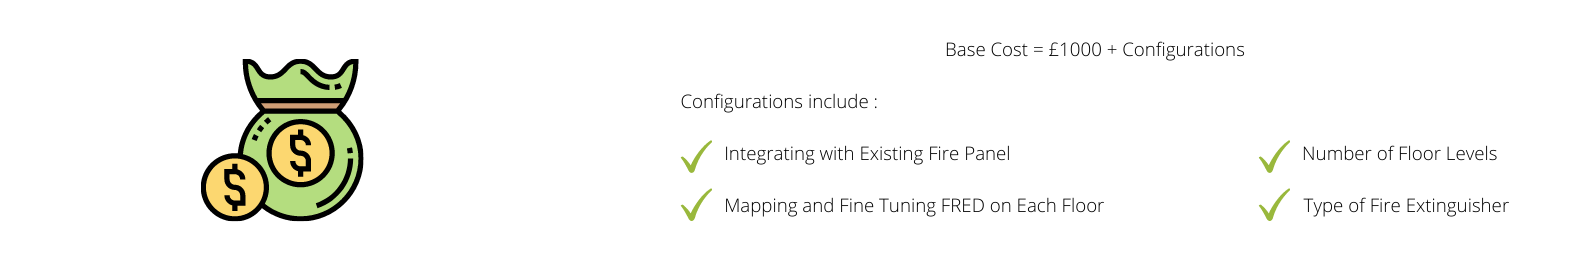 Base Cost = £1000 + Configurations
Configurations include :
Integrating with Existing Fire Panel
Number of Floor Levels
Mapping and Fine Tuning FRED on Each Floor
Type of Fire Extinguisher
$
$